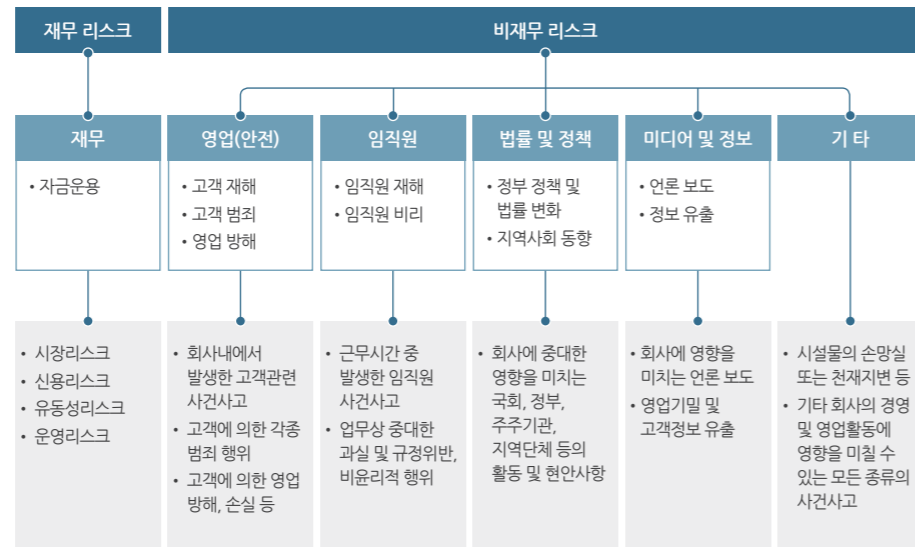 재무 리스크
비재무 리스크
재무
영업(안전)
임직원
법률 및 정책
미디어 및 정보
기 타
• 자금운용
• 고객 재해
• 고객 범죄
• 영업 방해
• 임직원 재해
• 임직원 비리
• 정부 정책 및
법률 변화
• 지역사회 동향
• 언론 보도
• 정보 유출
• 시장리스크
• 신용리스크
• 유동성리스크
• 운영리스크
• 회사내에서
발생한 고객관련
사건사고
• 고객에 의한 각종
범죄 행위
• 고객에 의한 영업
방해, 손실 등
• 근무시간 중
발생한 임직원
사건사고
• 업무상 중대한
과실 및 규정위반,
비윤리적 행위
• 회사에 중대한
영향을 미치는
국회, 정부,
주주기관,
지역단체 등의
활동 및 현안사항
• 회사에 영향을
미치는 언론 보도
• 영업기밀 및
고객정보 유출
• 시설물의 손망실
또는 천재지변 등
• 기타 회사의 경영
및 영업활동에
영향을 미칠 수
있는 모든 종류의
사건사고